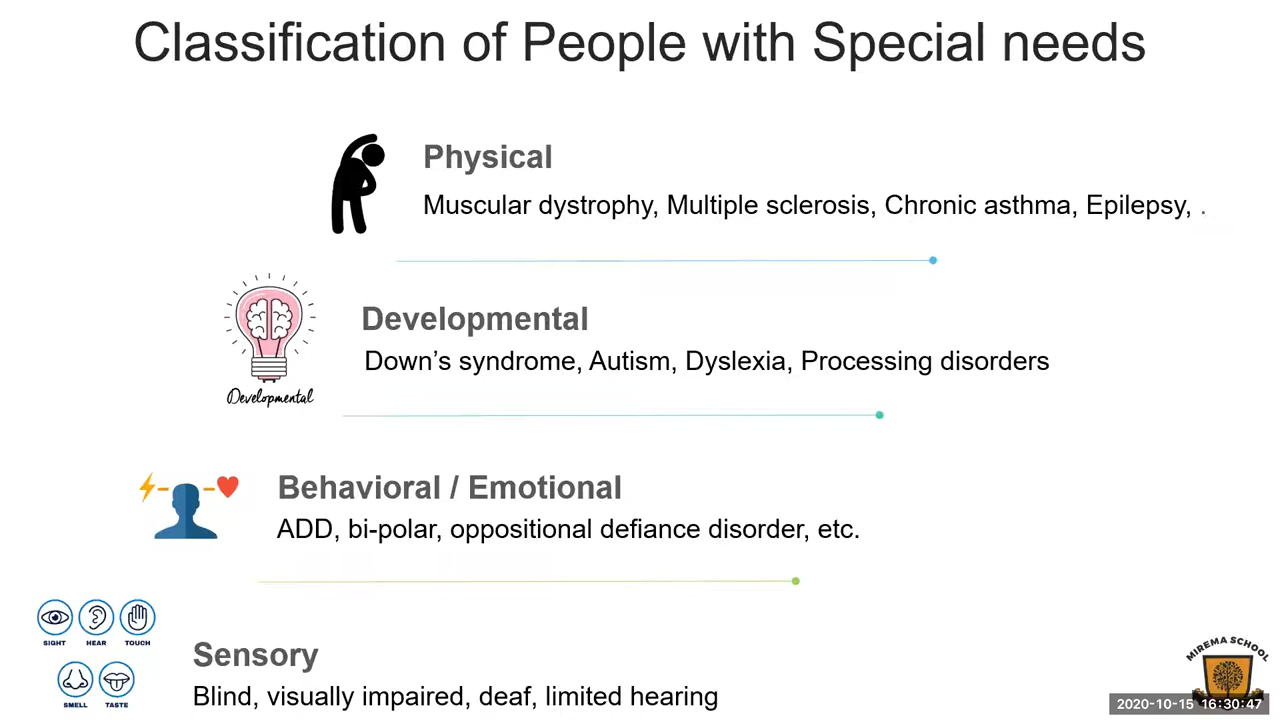 Classification of People with Special needs
Physical
Muscular dystrophy, Multiple sclerosis, Chronic asthma, Epilepsy, .
Developmental
Down’s syndrome, Autism, Dyslexia, Processing disorders
Developmental
Behavioral / Emotional
ADD, bi-polar, oppositional defiance disorder, etc.
SIGHT HEAR TOUCH
SMELL TASTE
Sensory
Blind, visually impaired, deaf, limited hearing
MIREMA SCHOOL
2020-10-15 16:30:47